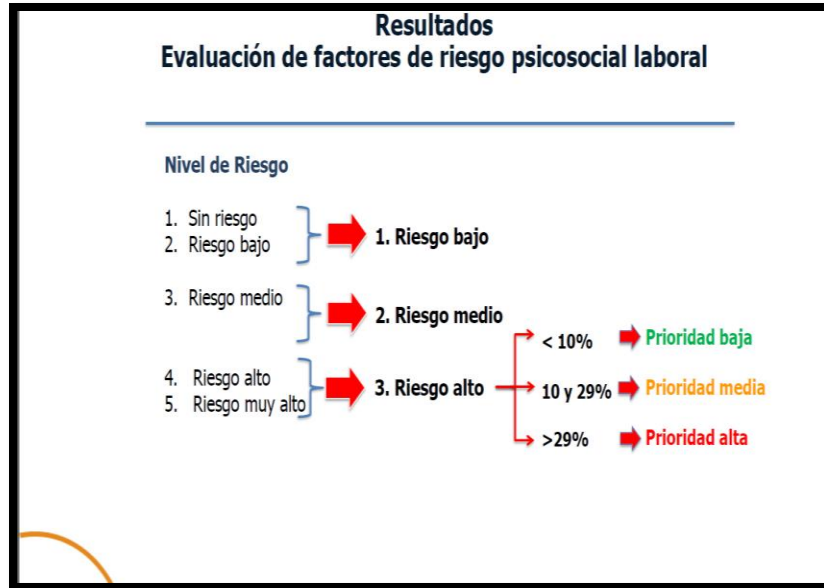 Resultados
Evaluación de factores de riesgo psicosocial laboral
Nivel de Riesgo
1. Sin riesgo
2. Riesgo bajo
1. Riesgo bajo
3. Riesgo medio
2. Riesgo medio
4. Riesgo alto
5. Riesgo muy alto
3. Riesgo alto
< 10%
Prioridad baja
10 y 29%
Prioridad media
>29%
Prioridad alta